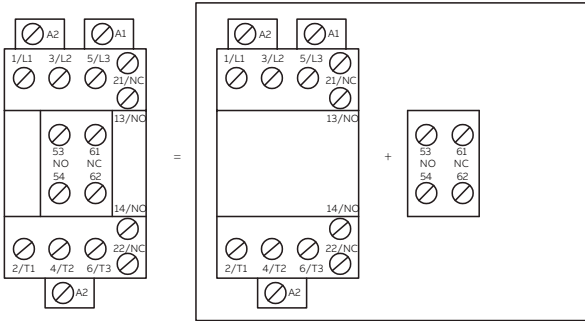 A2 A1 A2 A1
1/L1 3/L2 5/L3 1/L1 3/L2 5/L3
21/NC 21/NC
13/NO 13/NO
53 61 53 61
NO NC = + NO NC
54 62 54 62
14/NO 14/NO
22/NC 22/NC
2/T1 4/T2 6/T3 2/T1 4/T2 6/T3
A2 A2